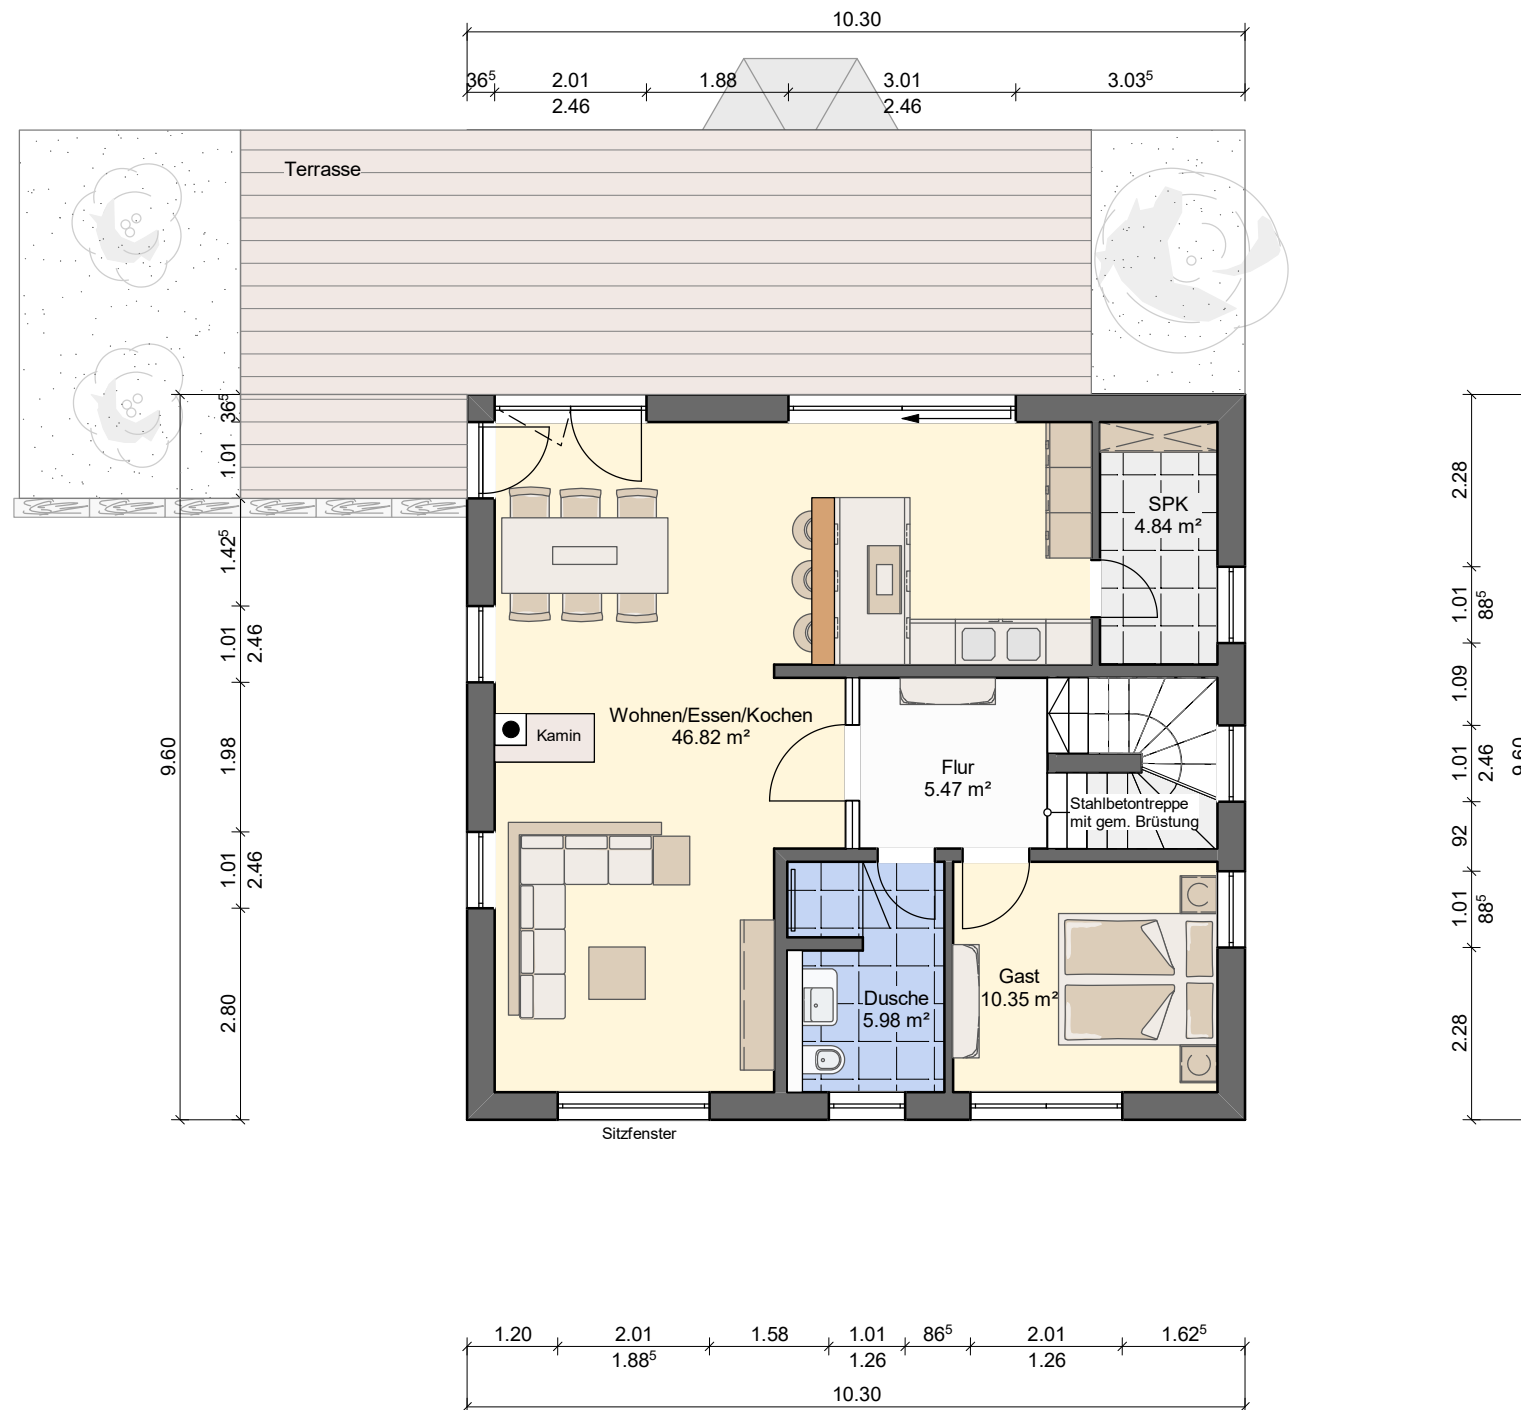 10.30
36⁵ 2.01 1.88 3.01 3.03⁵
2.46 2.46
Terrasse
36⁵
1.01
1.42⁵
1.01
2.46
1.98
1.01
2.46
2.80
9.60
SPK
4.84 m²
Wohnen/Essen/Kochen
46.82 m²
Kamin
Flur
5.47 m²
Stahlbetontreppe
mit gem. Brüstung
Dusche
5.98 m²
Gast
10.35 m²
Sitzfenster
2.28
1.01
88⁵
1.09
1.01
2.46
92
1.01
88⁵
2.28
9.60
1.20 2.01 1.58 1.01 86⁵ 2.01 1.62⁵
1.88⁵ 1.26 1.26
10.30